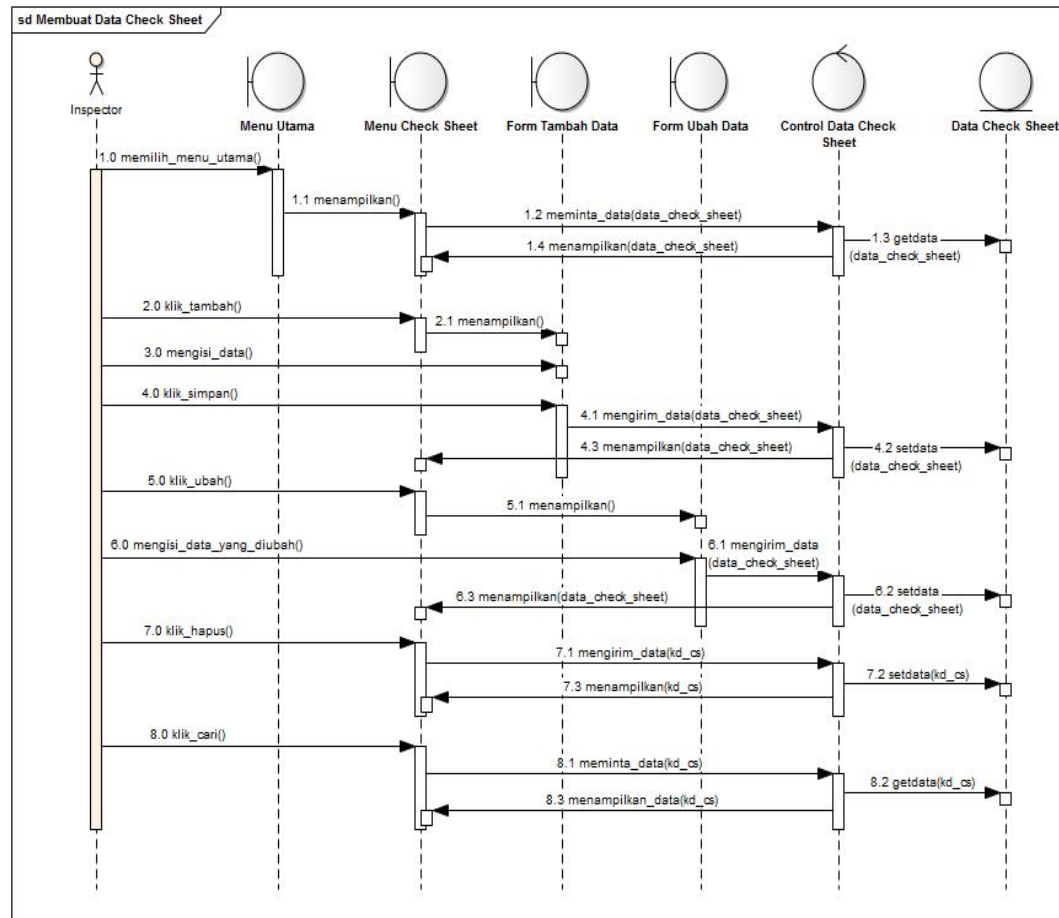 sd Membuat Data Check Sheet
Inspector
Menu Utama
Menu Check Sheet
Form Tambah Data
Form Ubah Data
Control Data Check
Sheet
Data Check Sheet
1.0 memilih_menu_utama()
1.1 menampilkan()
1.2 meminta_data(data_check_sheet)
1.3 getdata
(data_check_sheet)
1.4 menampilkan(data_check_sheet)
2.0 klik_tambah()
2.1 menampilkan()
3.0 mengisi_data()
4.0 klik_simpan()
4.1 mengirim_data(data_check_sheet)
4.2 setdata
(data_check_sheet)
4.3 menampilkan(data_check_sheet)
5.0 klik_ubah()
5.1 menampilkan()
6.0 mengisi_data_yang_diubah()
6.1 mengirim_data
(data_check_sheet)
6.2 setdata
(data_check_sheet)
6.3 menampilkan(data_check_sheet)
7.0 klik_hapus()
7.1 mengirim_data(kd_cs)
7.2 setdata(kd_cs)
7.3 menampilkan(kd_cs)
8.0 klik_cari()
8.1 meminta_data(kd_cs)
8.2 getdata(kd_cs)
8.3 menampilkan_data(kd_cs)